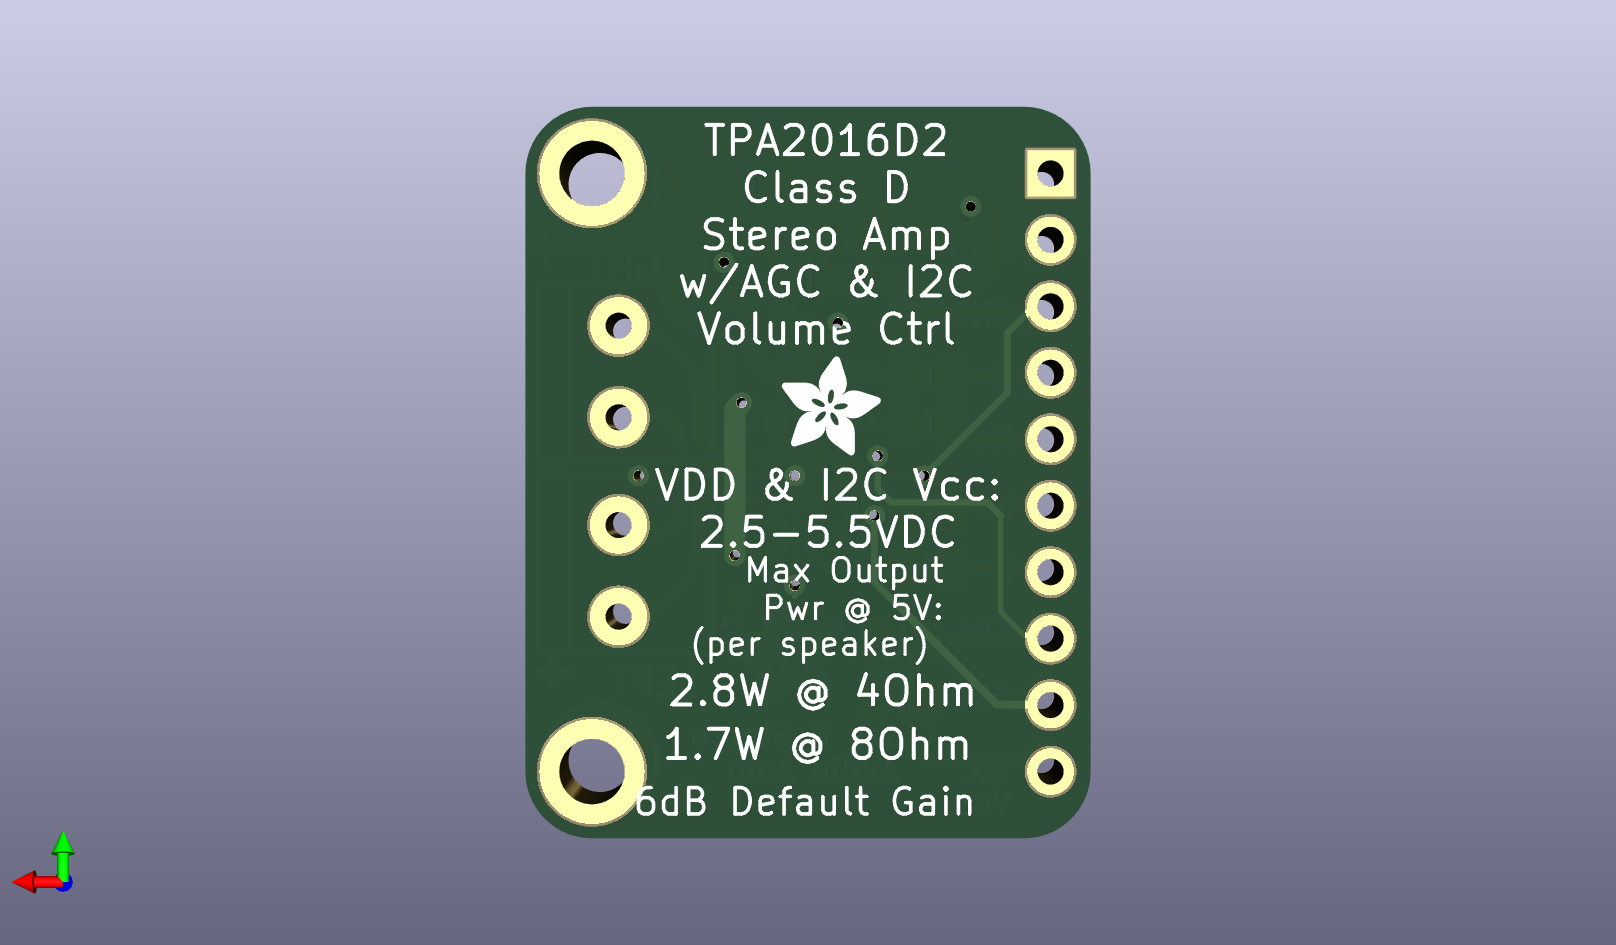 TPA2016D2
Class D
Stereo Amp
w/AGC & I2C
Volume Ctrl
VDD & I2C Vcc:
2.5-5.5VDC
Max Output
Pwr @ 5V:
(per speaker)
2.8W @ 4Ohm
1.7W @ 8Ohm
6dB Default Gain